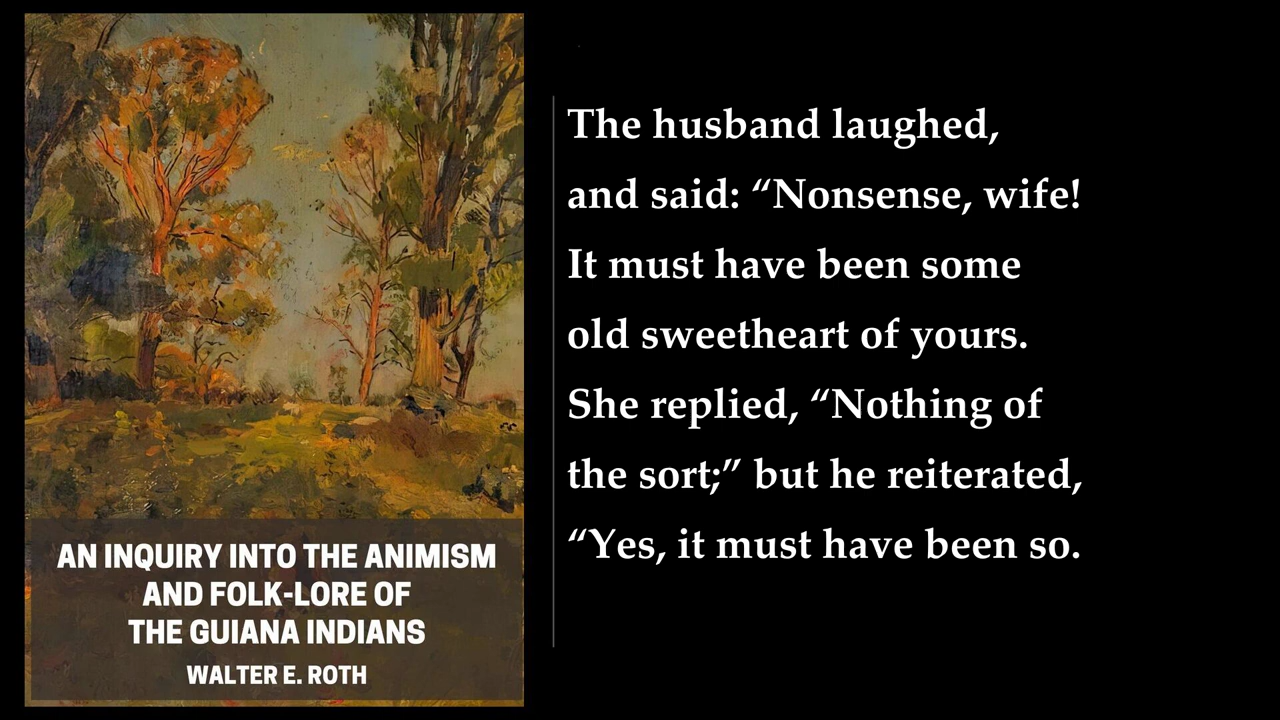 AN INQUIRY INTO THE ANIMISM
AND FOLK-LORE OF
THE GUIANA INDIANS
WALTER E. ROTH
The husband laughed,
and said: “Nonsense, wife!
It must have been some
old sweetheart of yours.
She replied, “Nothing of
the sort;” but he reiterated,
“Yes, it must have been so.